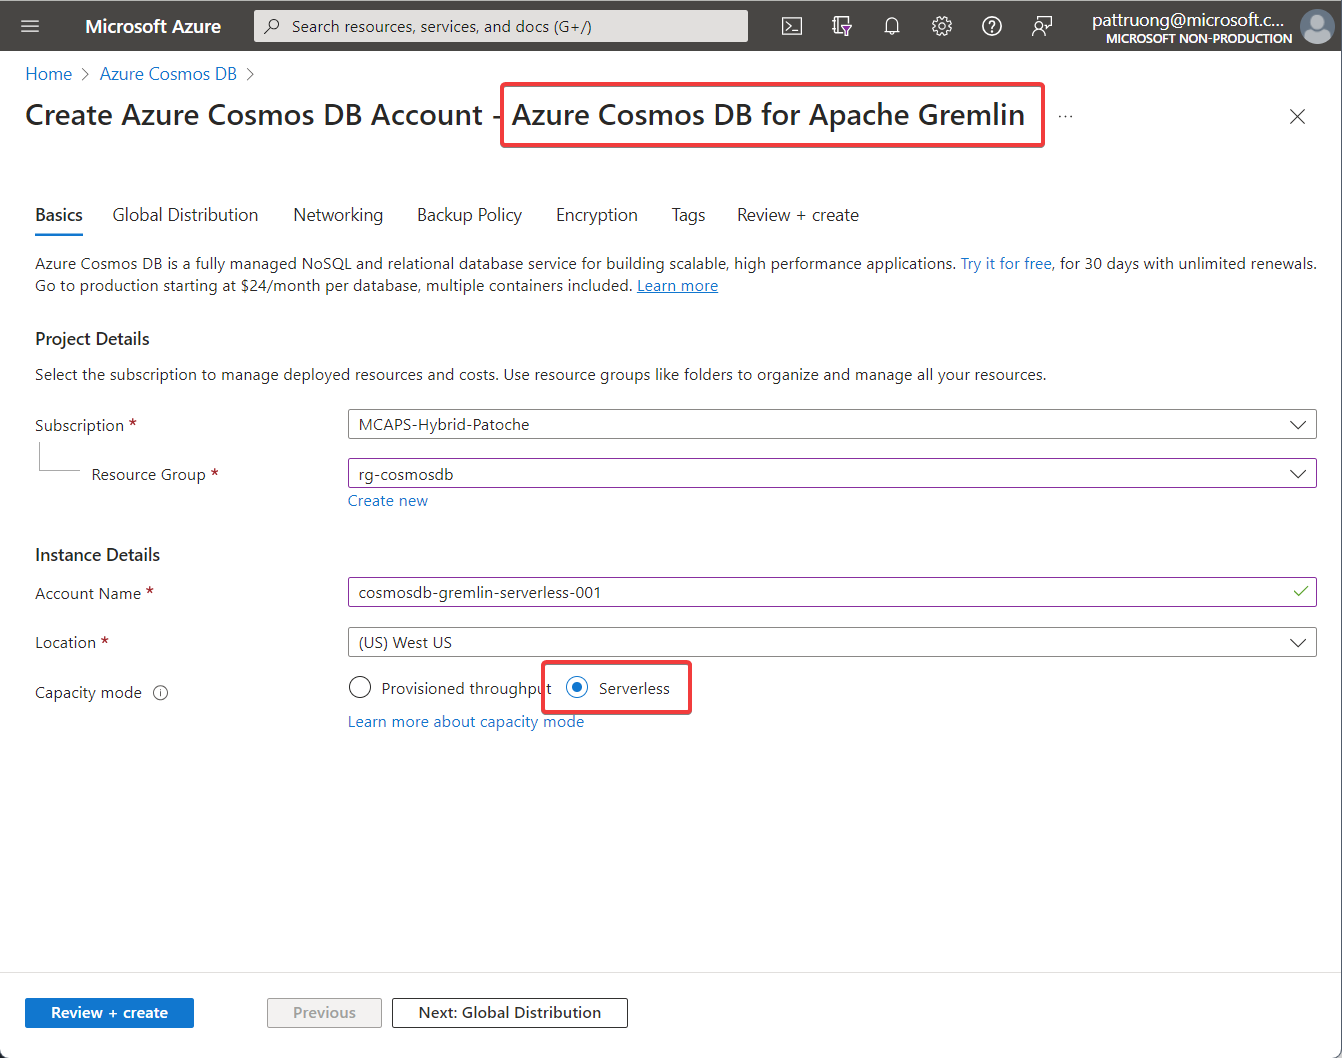 Microsoft Azure
Search resources, services, and docs (G+/)
pattruong@microsoft.c...
MICROSOFT NON-PRODUCTION
Home > Azure Cosmos DB >
Create Azure Cosmos DB Account - Azure Cosmos DB for Apache Gremlin ...
Basics Global Distribution Networking Backup Policy Encryption Tags Review + create
Azure Cosmos DB is a fully managed NoSQL and relational database service for building scalable, high performance applications. Try it for free, for 30 days with unlimited renewals.
Go to production starting at $24/month per database, multiple containers included. Learn more
Project Details
Select the subscription to manage deployed resources and costs. Use resource groups like folders to organize and manage all your resources.
Subscription * MCAPS-Hybrid-Patoche
Resource Group * rg-cosmosdb
Create new
Instance Details
Account Name * cosmosdb-gremlin-serverless-001
Location * (US) West US
Capacity mode Provisioned throughput Serverless
Learn more about capacity mode
Review + create Previous Next: Global Distribution